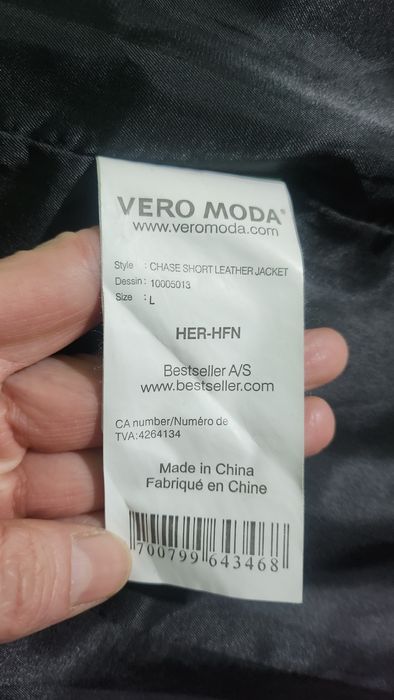 VERO MODA®
www.veromoda.com
Style : CHASE SHORT LEATHER JACKET
Dessin: 10005013
Size : L
HER-HFN
Bestseller A/S
www.bestseller.com
CA number/Numéro de
TVA:4264134
Made in China
Fabriqué en Chine
700799 643468